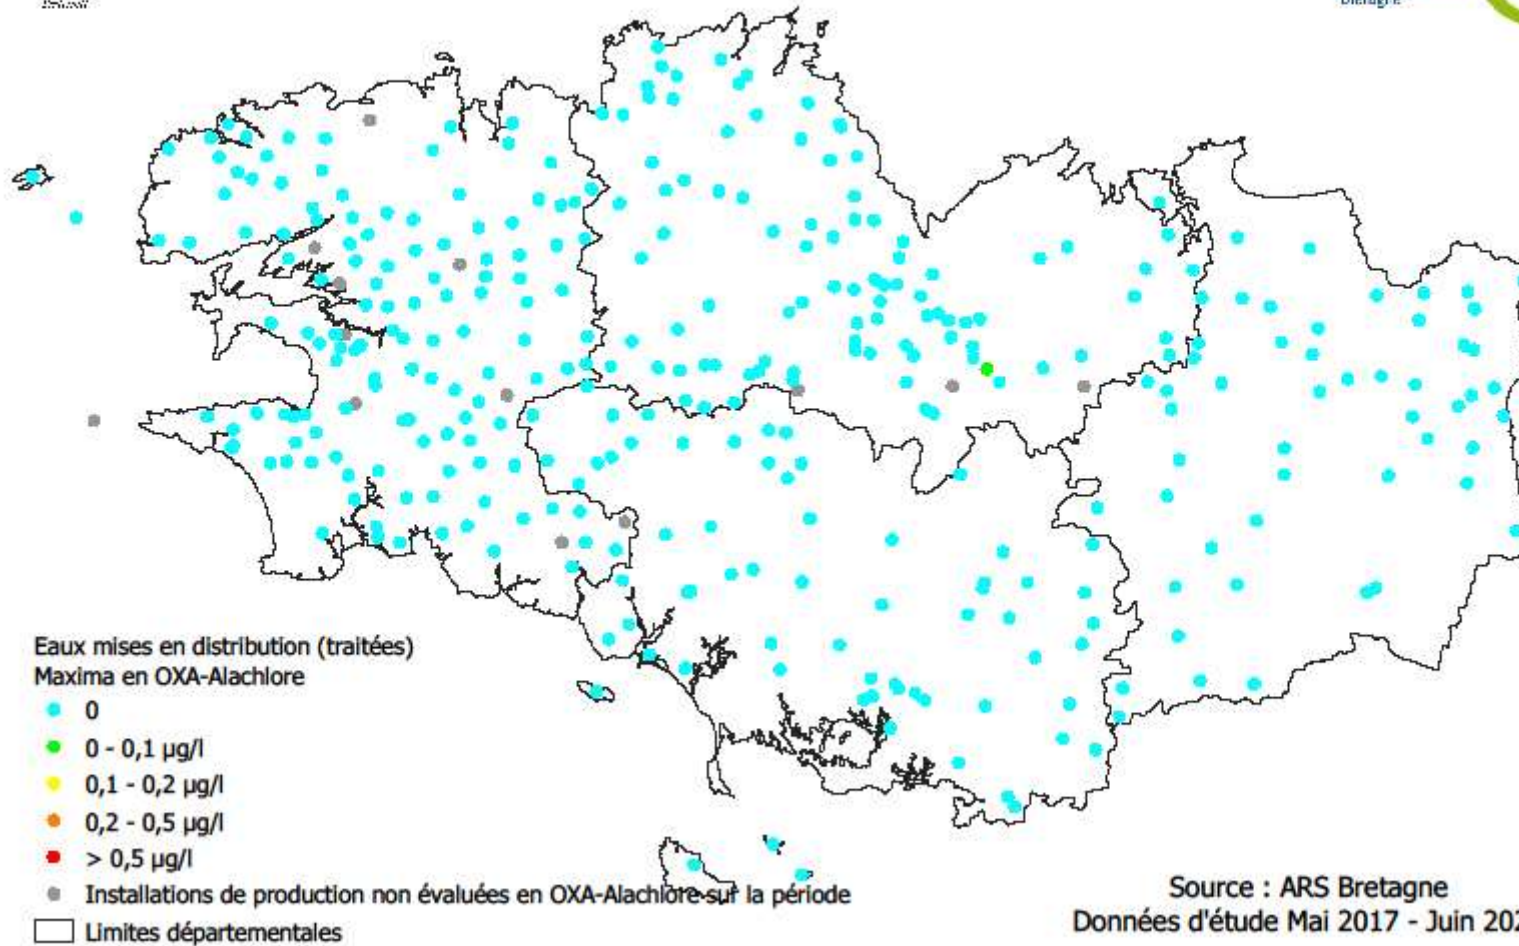 Bretagne
Eaux mises en distribution (traitées)
Maxima en OXA-Alachlore
0
0 - 0,1 µg/l
0,1 - 0,2 µg/l
0,2 - 0,5 µg/l
> 0,5 µg/l
Installations de production non évaluées en OXA-Alachlore sur la période
Limites départementales
Source : ARS Bretagne
Données d'étude Mai 2017 - Juin 202